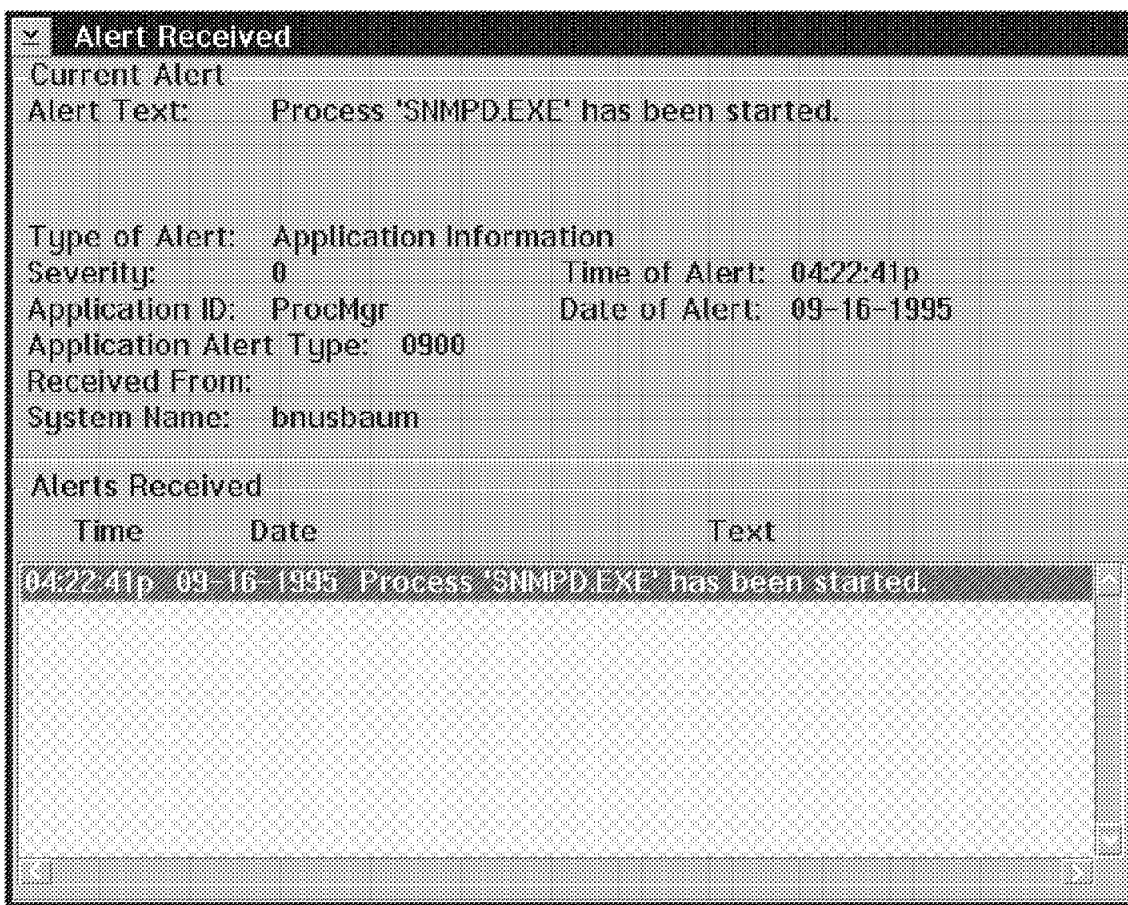 Alert Received
Current Alert
Alert Text: Process 'SNMPD.EXE' has been started.
Type of Alert: Application Information
Severity: 0 Time of Alert: 04:22:41p
Application ID: ProcMgr Date of Alert: 09-16-1995
Application Alert Type: 0900
Received From:
System Name: bnusbaum
Alerts Received
Time Date Text
04:22:41p 09-16-1995 Process 'SNMPD.EXE' has been started.